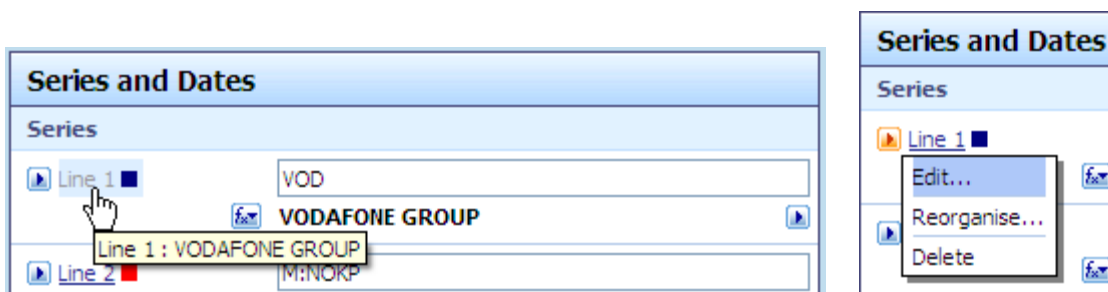 Series and Dates
Series
Line 1
VOD
VODAFONE GROUP
Line 1 : VODAFONE GROUP
Line 2
M:NOKP
Series and Dates
Series
Line 1
Edit...
Reorganise...
Delete